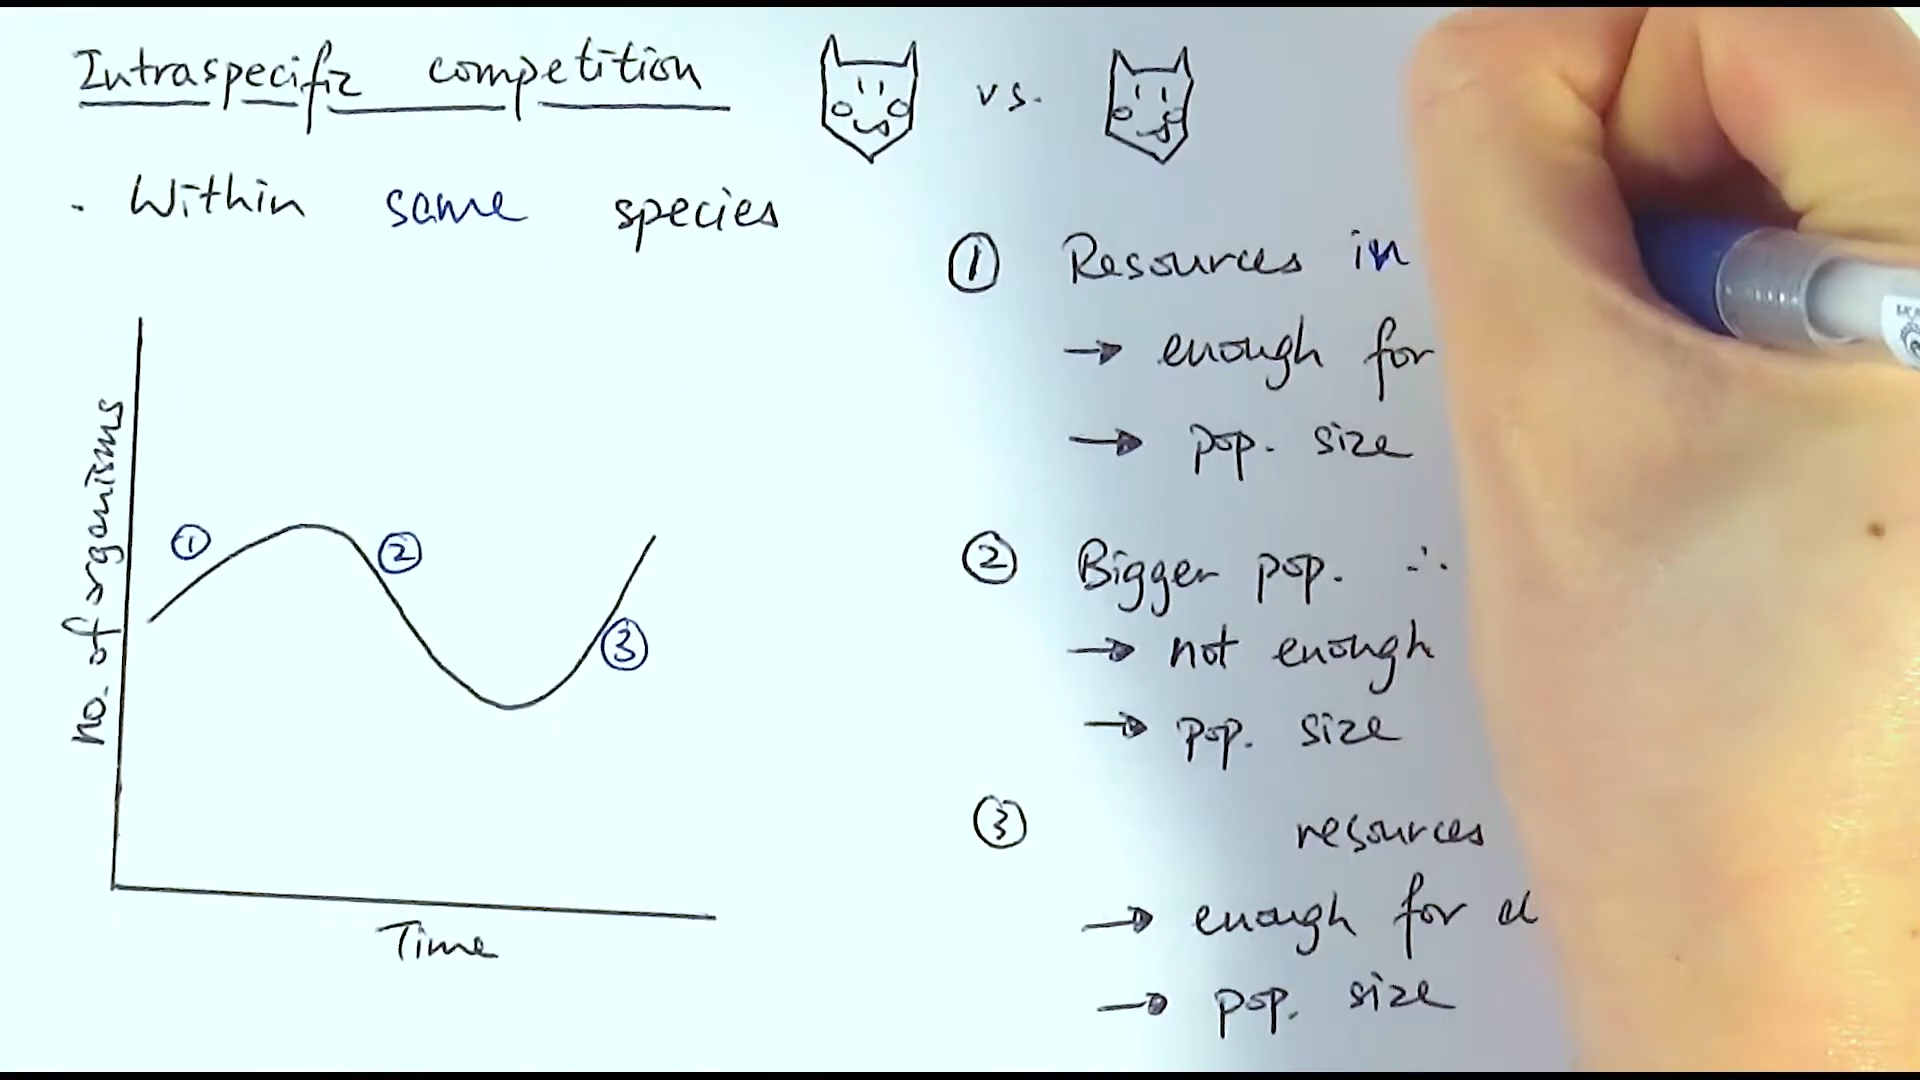 Intraspecific competition
vs.
· Within same species
no. of organisms
①
②
③
Time
① Resources in
→ enough for
→ pop. size
② Bigger pop. ∴
→ not enough
→ pop. size
③ resources
→ enough for
→ pop. size